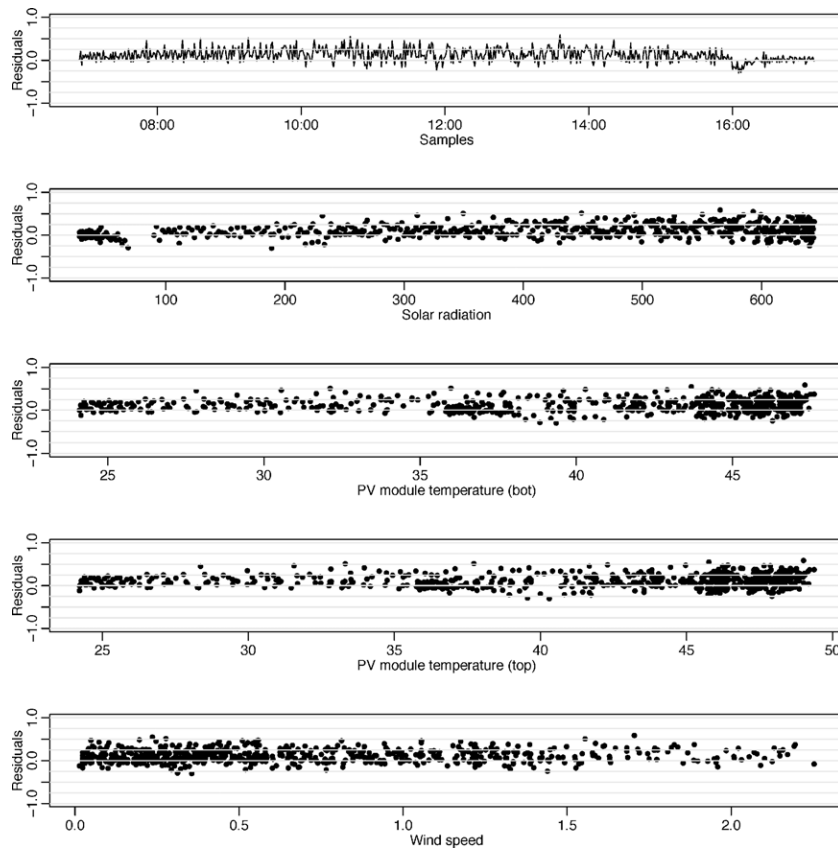 Residuals
-1.0 0.0 1.0
08:00 10:00 12:00 14:00 16:00
Samples
Residuals
-1.0 0.0 1.0
100 200 300 400 500 600
Solar radiation
Residuals
-1.0 0.0 1.0
25 30 35 40 45
PV module temperature (bot)
Residuals
-1.0 0.0 1.0
25 30 35 40 45 50
PV module temperature (top)
Residuals
-1.0 0.0 1.0
0.0 0.5 1.0 1.5 2.0
Wind speed